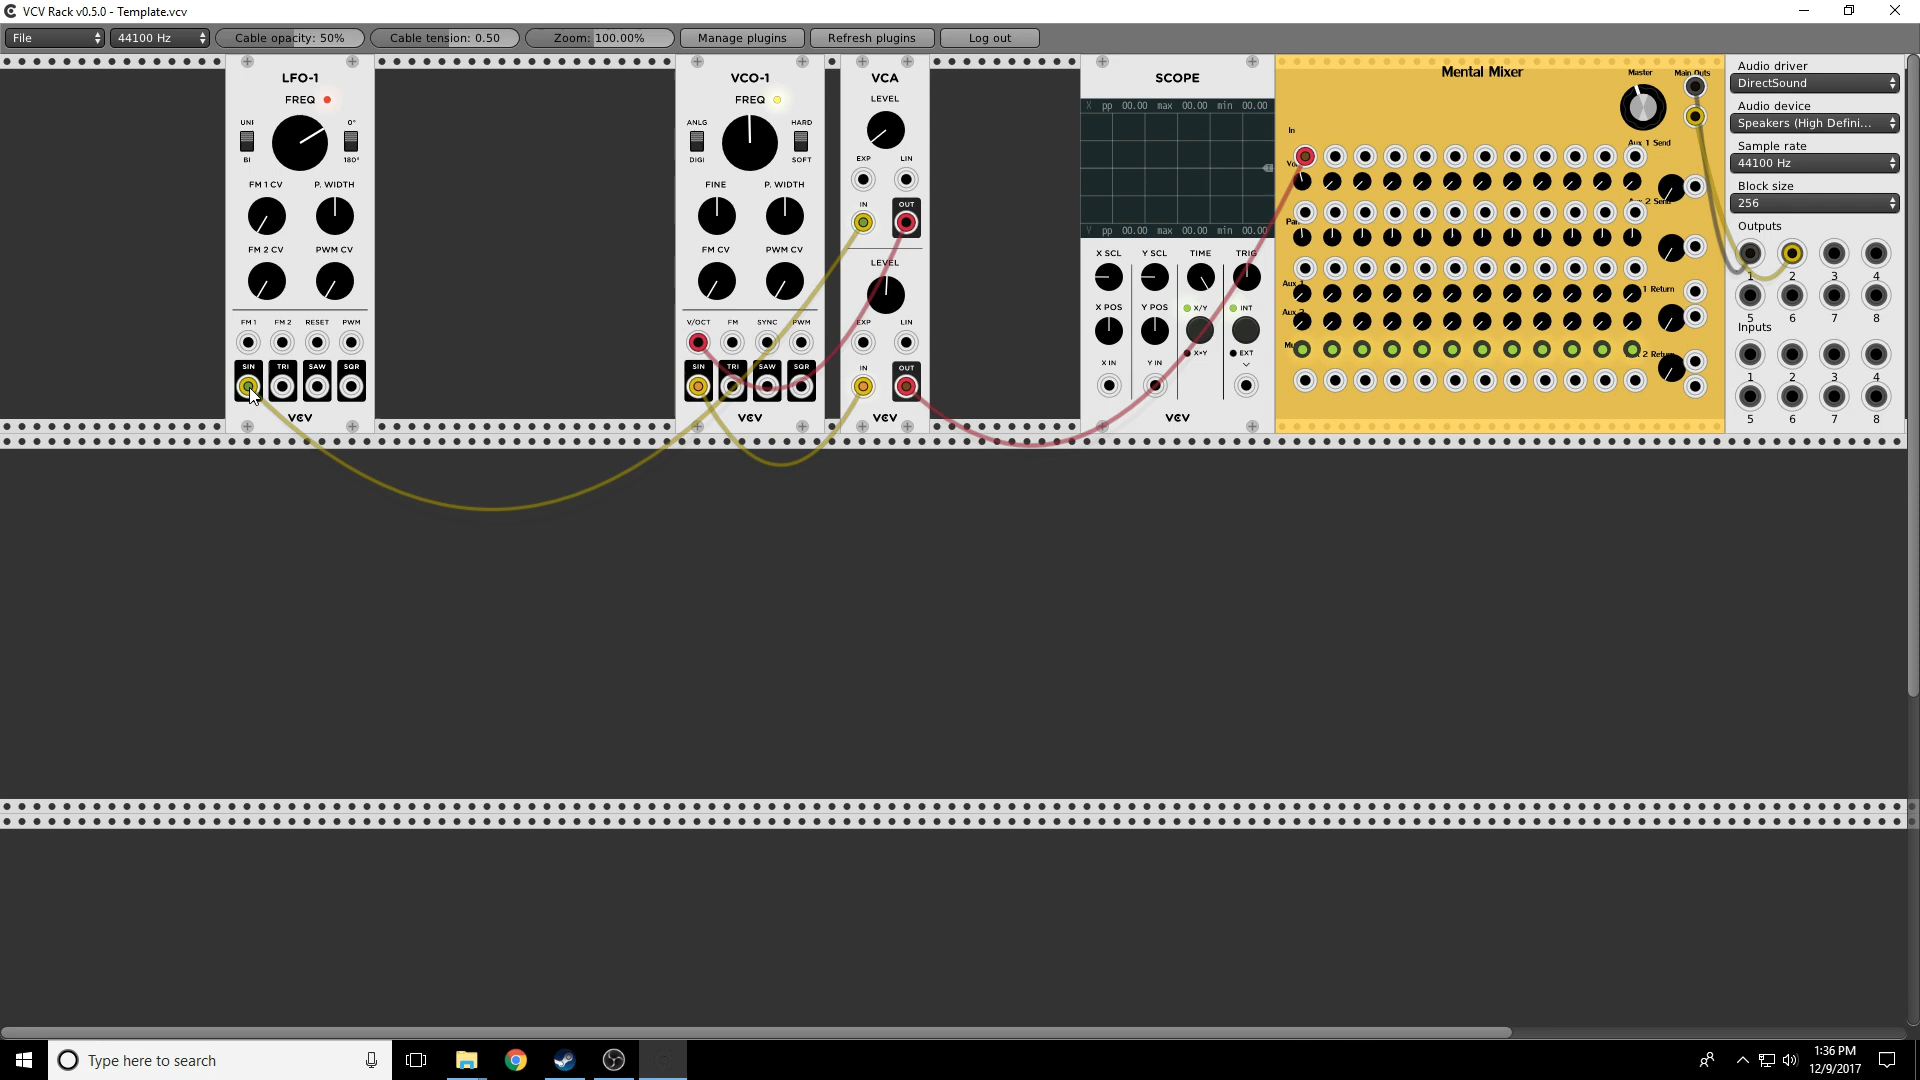 VCV Rack v0.5.0 - Template.vcv
File 44100 Hz Cable opacity: 50% Cable tension: 0.50 Zoom: 100.00% Manage plugins Refresh plugins Log out
LFO-1
FREQ
UNI 0°
BI 180°
FM 1 CV P. WIDTH
FM 2 CV PWM CV
FM 1 FM 2 RESET PWM
SIN TRI SAW SQR
VCV
VCO-1
FREQ
ANLG HARD
DIGI SOFT
FINE P. WIDTH
FM CV PWM CV
V/OCT FM SYNC PWM
SIN TRI SAW SQR
VCV
VCA
LEVEL
EXP LIN
IN OUT
LEVEL
EXP LIN
IN OUT
VCV
SCOPE
X pp 00.00 max 00.00 min 00.00
Y pp 00.00 max 00.00 min 00.00
X SCL Y SCL TIME TRIG
X POS Y POS X/Y INT
X×Y EXT
X IN Y IN
VCV
Mental Mixer
Master Main Outs
In
Aux 1 Send
Pan
1 Return
Audio driver
DirectSound
Audio device
Speakers (High Defini...
Sample rate
44100 Hz
Block size
256
Outputs
1 2 3 4
5 6 7 8
Inputs
1 2 3 4
5 6 7 8
Type here to search
1:36 PM
12/9/2017